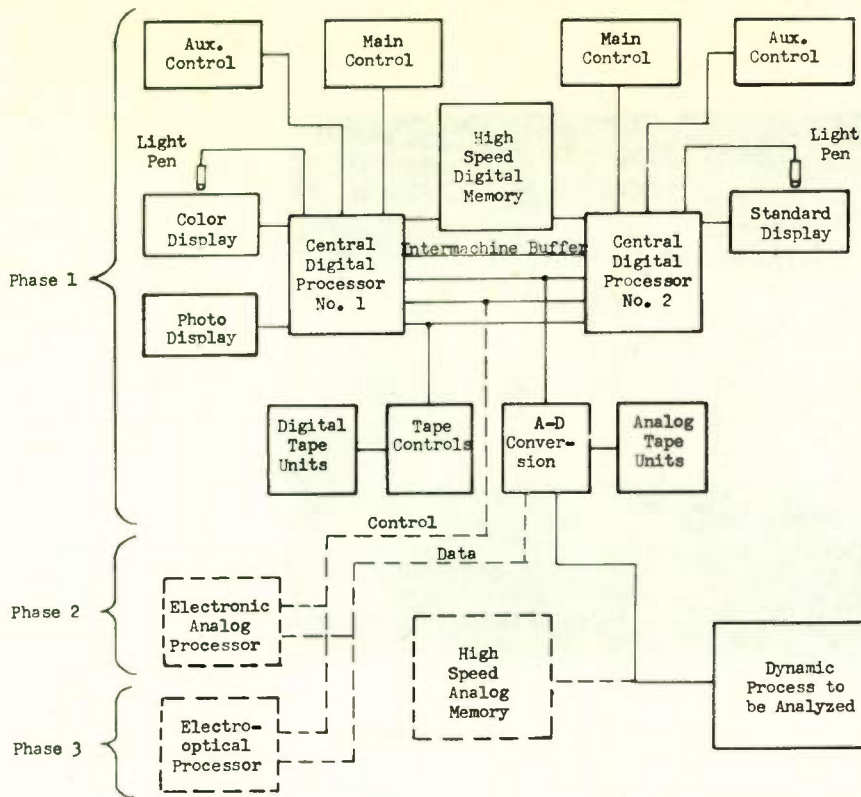 Aux.
Control
Main
Control
Main
Control
Aux.
Control
Light
Pen
High
Speed
Digital
Memory
Light
Pen
Color
Display
Central
Digital
Processor
No. 1
Intermachine Buffer
Central
Digital
Processor
No. 2
Standard
Display
Phase 1
Photo
Display
Digital
Tape
Units
Tape
Controls
A-D
Conver-
sion
Analog
Tape
Units
Control
Data
Phase 2
Electronic
Analog
Processor
High
Speed
Analog
Memory
Dynamic
Process to
be Analyzed
Phase 3
Electro-
optical
Processor